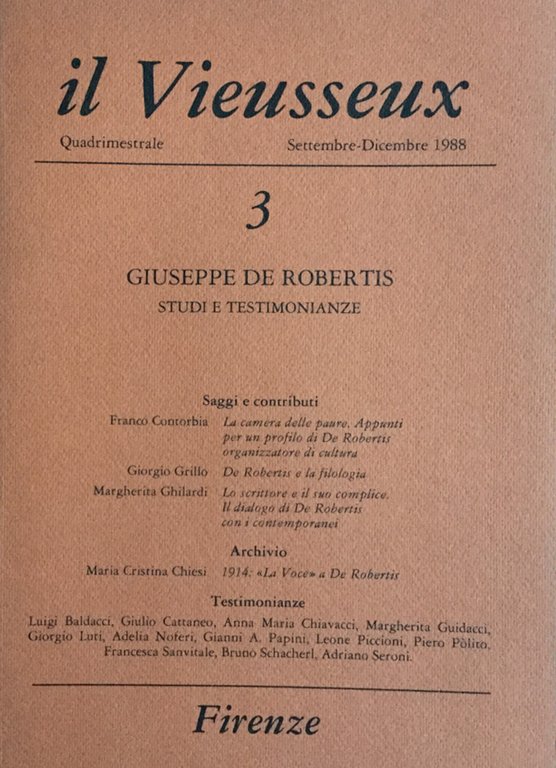 il Vieusseux
Quadrimestrale Settembre-Dicembre 1988
3
GIUSEPPE DE ROBERTIS
STUDI E TESTIMONIANZE
Saggi e contributi
Franco Contorbia La camera delle paure. Appunti
per un profilo di De Robertis
organizzatore di cultura
Giorgio Grillo De Robertis e la filologia
Margherita Ghilardi Lo scrittore e il suo complice.
Il dialogo di De Robertis
con i contemporanei
Archivio
Maria Cristina Chiesi 1914: «La Voce» a De Robertis
Testimonianze
Luigi Baldacci, Giulio Cattaneo, Anna Maria Chiavacci, Margherita Guidacci,
Giorgio Luti, Adelia Noferi, Gianni A. Papini, Leone Piccioni, Piero Pòlito,
Francesca Sanvitale, Bruno Schacherl, Adriano Seroni.
Firenze